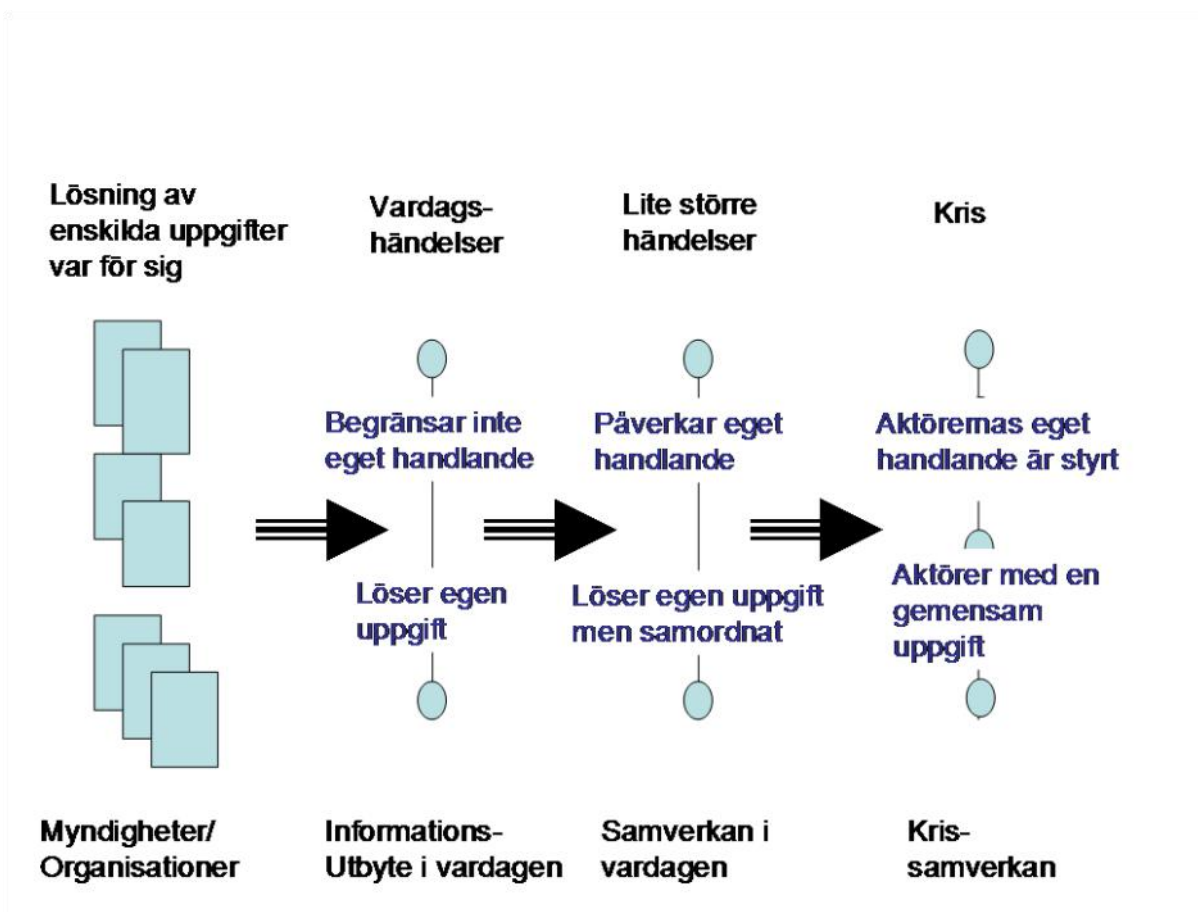 Lösning av
enskilda uppgifter
var för sig
Vardags-
händelser
Lite större
händelser
Kris
Begränsar inte
eget handlande
Påverkar eget
handlande
Aktörernas eget
handlande är styrt
Löser egen
uppgift
Löser egen uppgift
men samordnat
Aktörer med en
gemensam
uppgift
Myndigheter/
Organisationer
Informations-
Utbyte i vardagen
Samverkan i
vardagen
Kris-
samverkan